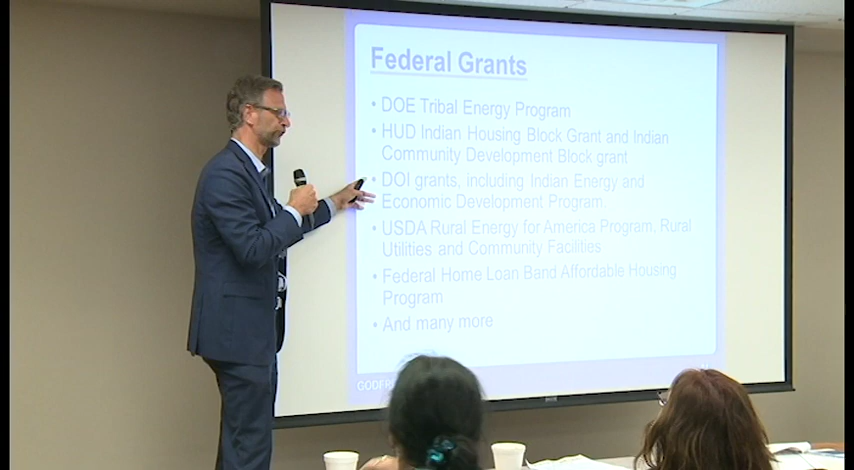 Federal Grants
• DOE Tribal Energy Program
• HUD Indian Housing Block Grant and Indian
Community Development Block grant
• DOI grants, including Indian Energy and
Economic Development Program.
• USDA Rural Energy for America Program, Rural
Utilities and Community Facilities
• Federal Home Loan Band Affordable Housing
Program
• And many more